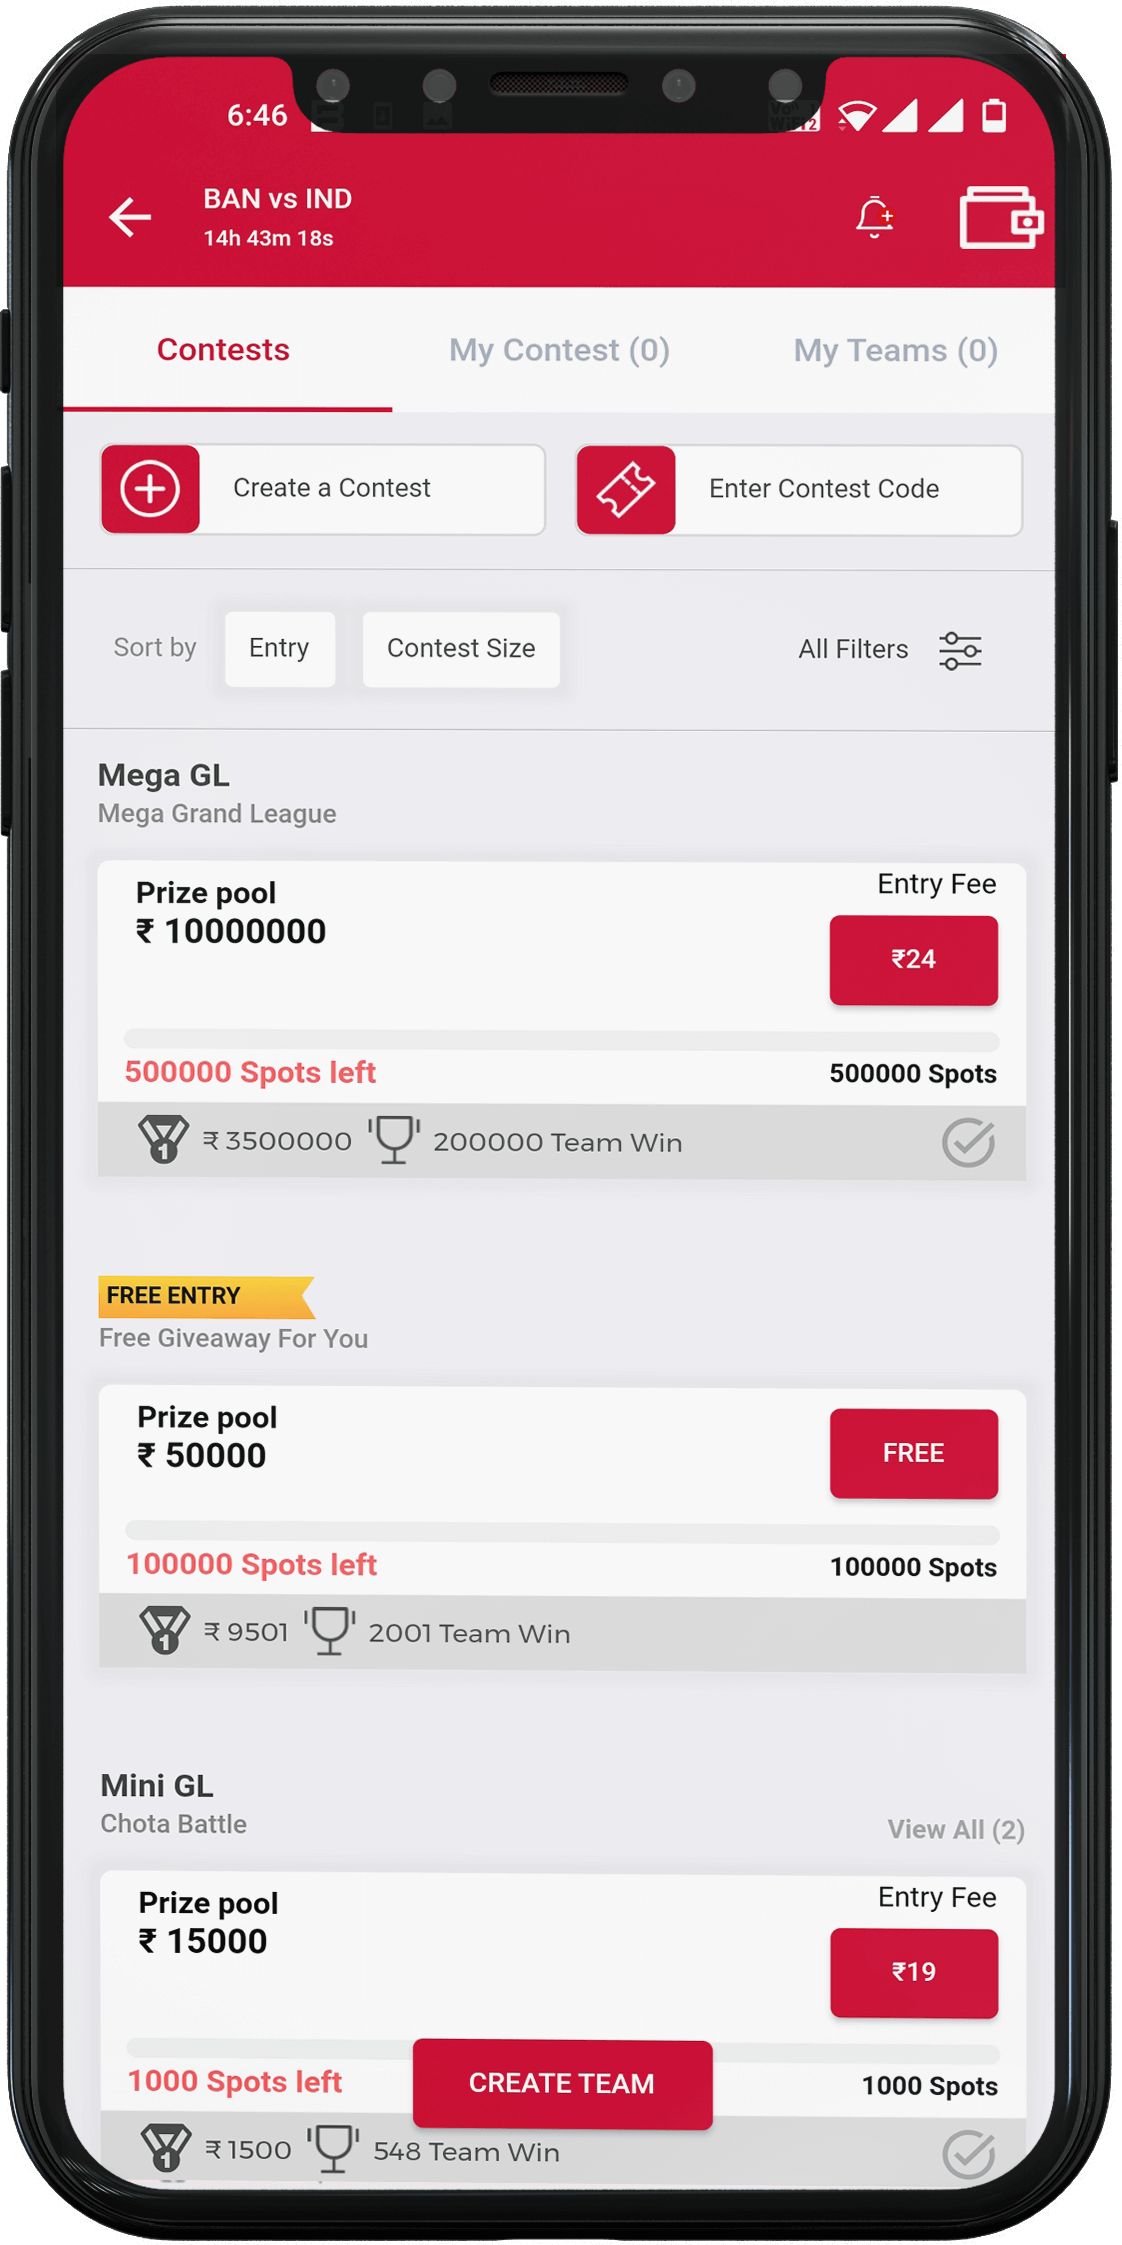 6:46
BAN vs IND
14h 43m 18s
Contests
My Contest (0)
My Teams (0)
Create a Contest
Enter Contest Code
Sort by
Entry
Contest Size
All Filters
Mega GL
Mega Grand League
Prize pool
₹ 10000000
Entry Fee
₹24
500000 Spots left
500000 Spots
1
₹ 3500000
200000 Team Win
FREE ENTRY
Free Giveaway For You
Prize pool
₹ 50000
FREE
100000 Spots left
100000 Spots
1
₹ 9501
2001 Team Win
Mini GL
Chota Battle
View All (2)
Prize pool
₹ 15000
Entry Fee
₹19
1000 Spots left
CREATE TEAM
1000 Spots
1
₹ 1500
548 Team Win